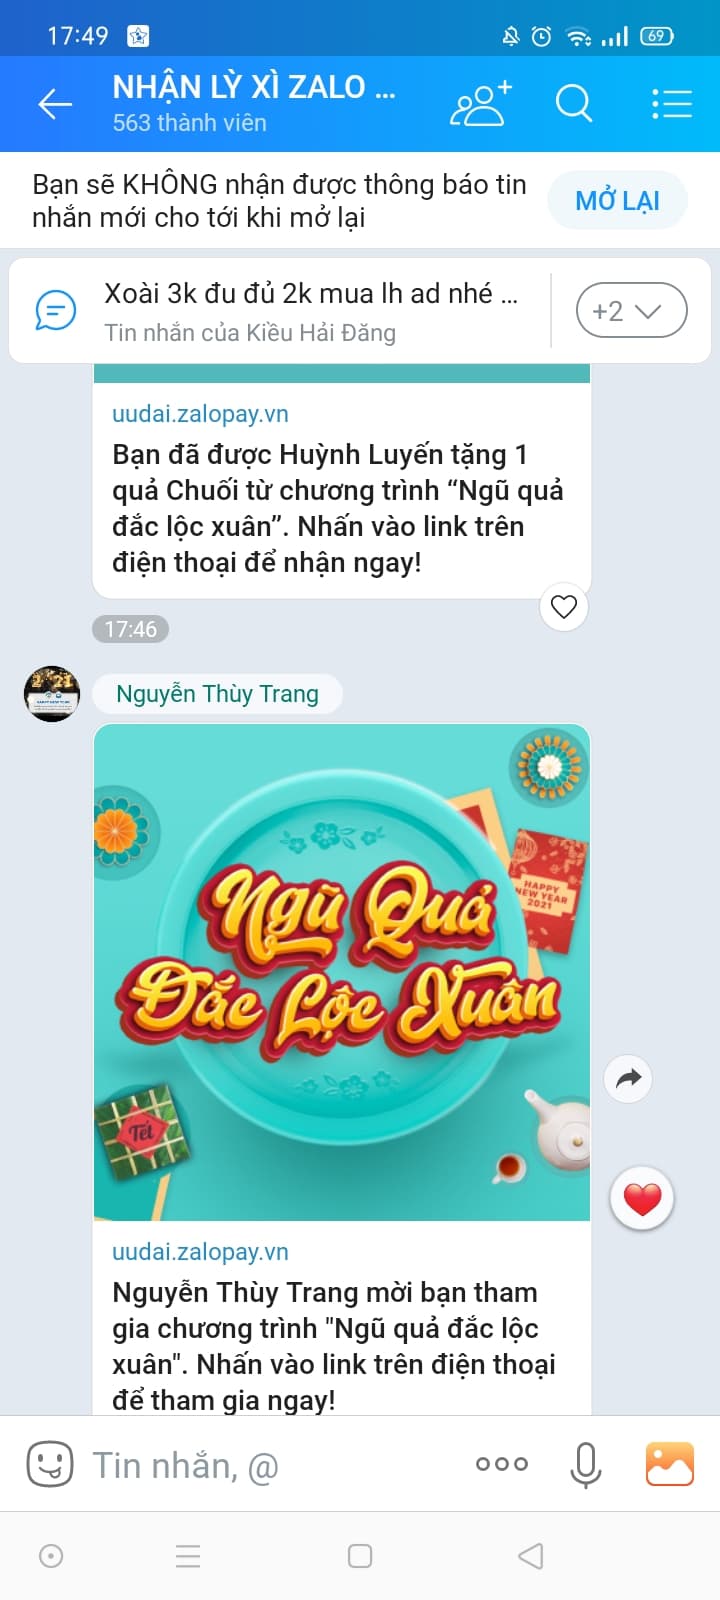 17:49
69
NHẬN LỲ XÌ ZALO ...
563 thành viên
Bạn sẽ KHÔNG nhận được thông báo tin
nhắn mới cho tới khi mở lại
MỞ LẠI
Xoài 3k đu đủ 2k mua lh ad nhé ...
Tin nhắn của Kiều Hải Đăng
+2
uudai.zalopay.vn
Bạn đã được Huỳnh Luyến tặng 1
quả Chuối từ chương trình “Ngũ quả
đắc lộc xuân”. Nhấn vào link trên
điện thoại để nhận ngay!
17:46
Nguyễn Thùy Trang
HAPPY
NEW YEAR
2021
Ngũ Quả
Đắc Lộc Xuân
Tết
uudai.zalopay.vn
Nguyễn Thùy Trang mời bạn tham
gia chương trình "Ngũ quả đắc lộc
xuân". Nhấn vào link trên điện thoại
để tham gia ngay!
Tin nhắn, @